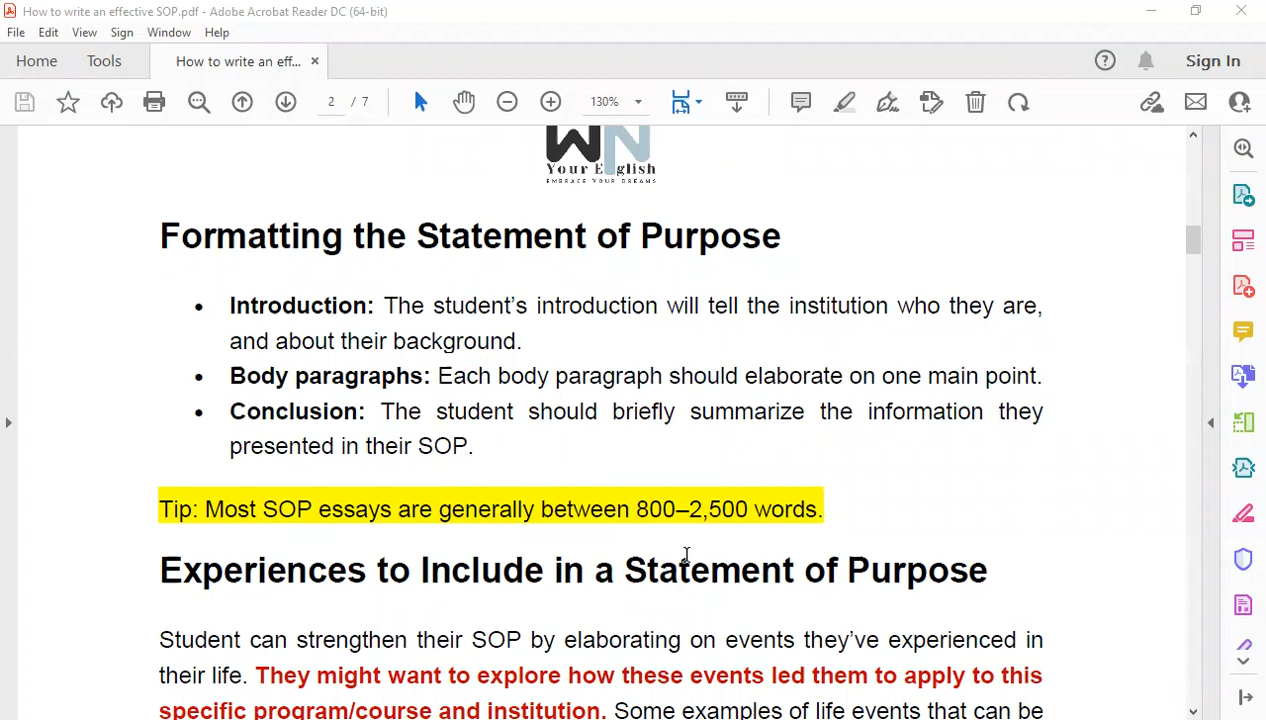 How to write an effective SOP.pdf - Adobe Acrobat Reader DC (64-bit)
File Edit View Sign Window Help
Home Tools How to write an eff... × Sign In
2 / 7 130%
WN
Your English
EMBRACE YOUR DREAMS
Formatting the Statement of Purpose
• Introduction: The student’s introduction will tell the institution who they are,
and about their background.
• Body paragraphs: Each body paragraph should elaborate on one main point.
• Conclusion: The student should briefly summarize the information they
presented in their SOP.
Tip: Most SOP essays are generally between 800–2,500 words.
Experiences to Include in a Statement of Purpose
Student can strengthen their SOP by elaborating on events they’ve experienced in
their life. They might want to explore how these events led them to apply to this
specific program/course and institution. Some examples of life events that can be